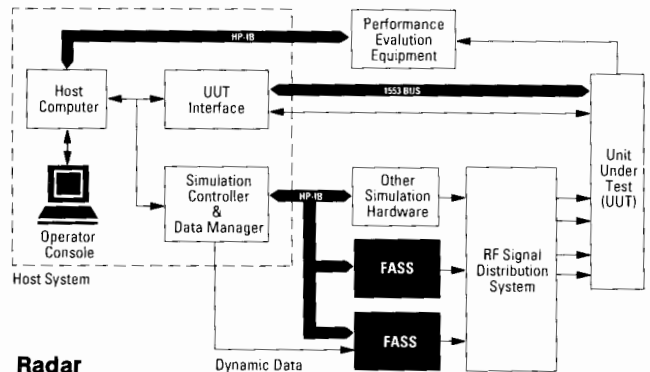 HP-IB
Performance
Evalution
Equipment
Host
Computer
UUT
Interface
1553 BUS
Unit
Under
Test
(UUT)
Operator
Console
Simulation
Controller
&
Data Manager
HP-IB
Other
Simulation
Hardware
FASS
RF Signal
Distribution
System
Host System
FASS
Radar
Dynamic Data